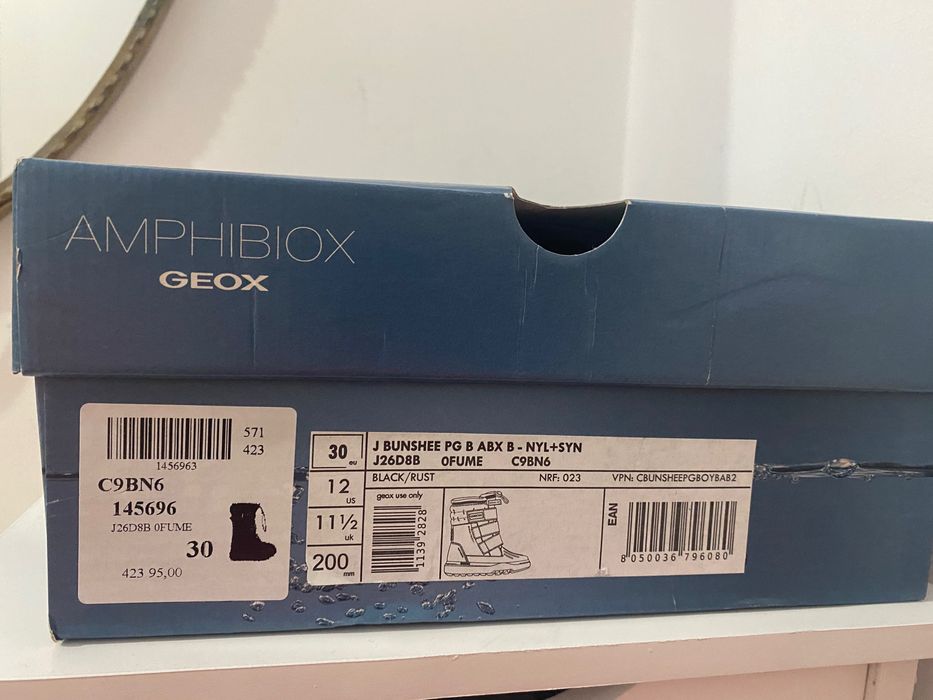 AMPHIBIOX
GEOX
571
423
1456963
C9BN6
145696
J26D8B 0FUME
30
423 95,00
30 eu
12 US
11½ uk
200 mm
J BUNSHEE PG B ABX B - NYL+SYN
J26D8B 0FUME C9BN6
BLACK/RUST NRF: 023 VPN: CBUNSHEEPGBOYBAB2
geox use only
1139 2828
EAN
8 050036 796080